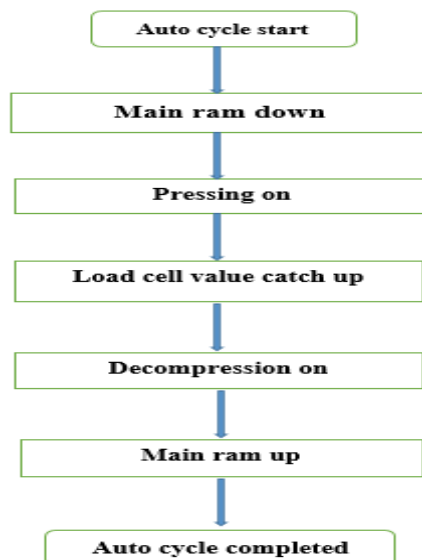 Auto cycle start
Main ram down
Pressing on
Load cell value catch up
Decompression on
Main ram up
Auto cycle completed